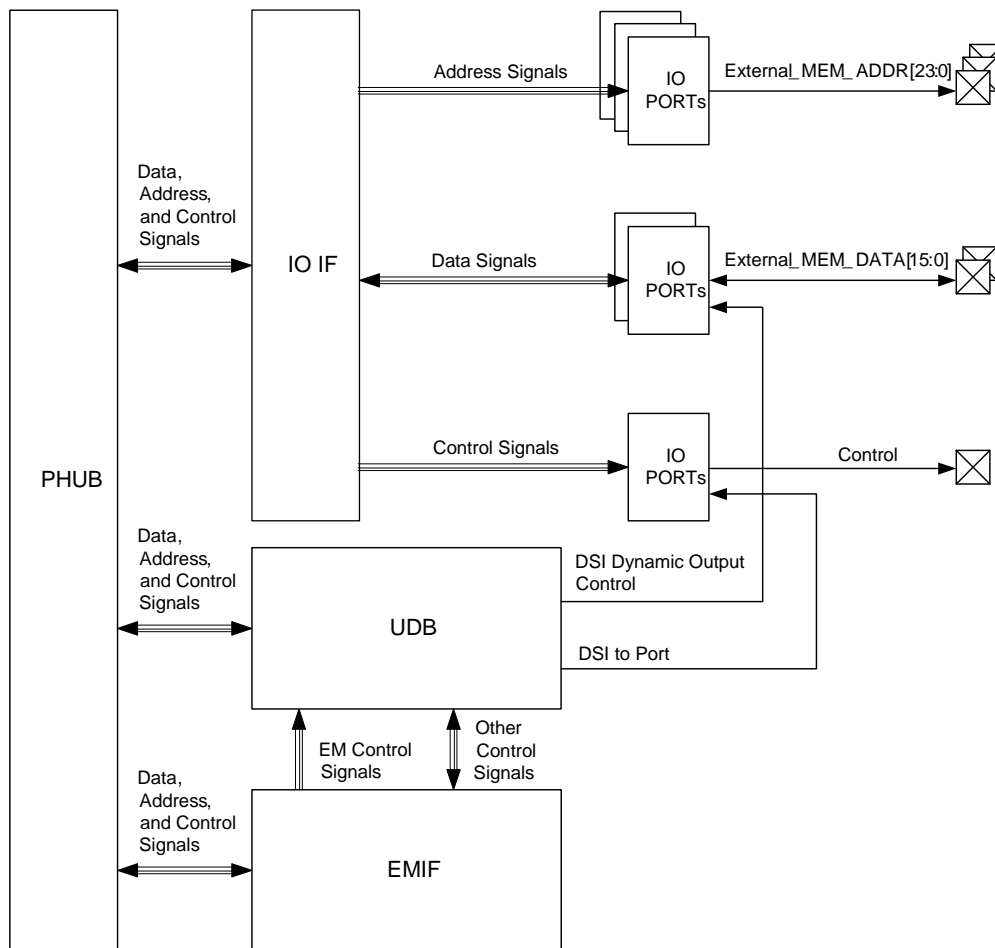 Address Signals
IO
PORTs
External_MEM_ADDR[23:0]
Data,
Address,
and Control
Signals
IO IF
Data Signals
IO
PORTs
External_MEM_DATA[15:0]
Control Signals
IO
PORTs
Control
PHUB
Data,
Address,
and Control
Signals
UDB
DSI Dynamic Output
Control
DSI to Port
EM Control
Signals
Other
Control
Signals
Data,
Address,
and Control
Signals
EMIF